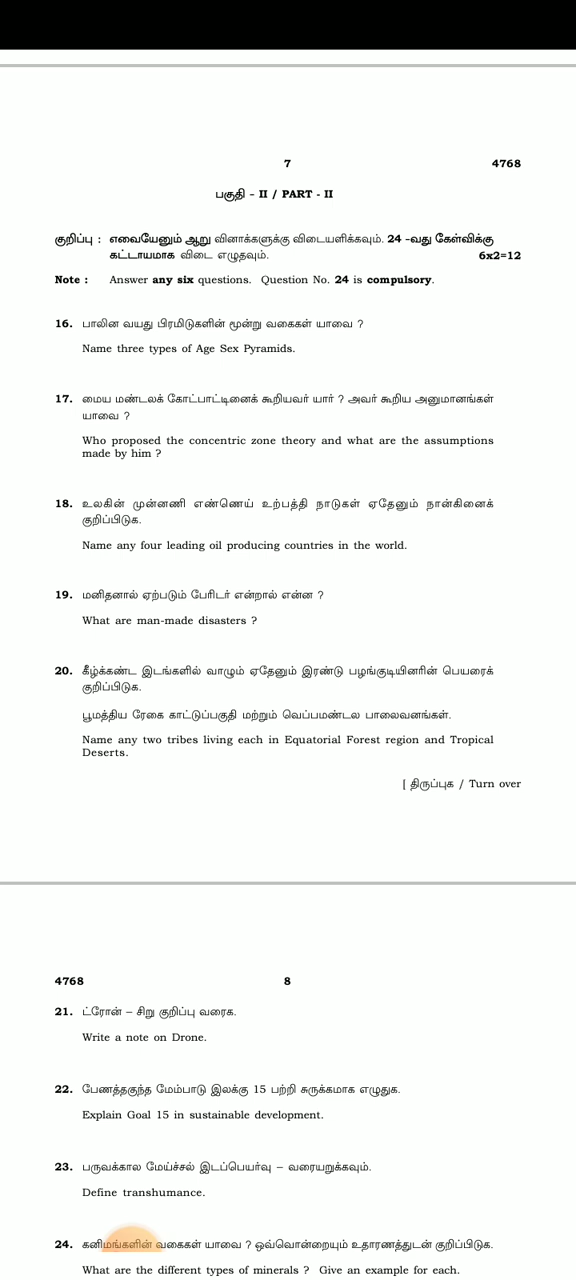 7 4768
பகுதி - II / PART - II
குறிப்பு : எவையேனும் ஆறு வினாக்களுக்கு விடையளிக்கவும். 24 -வது கேள்விக்கு
கட்டாயமாக விடை எழுதவும். 6x2=12
Note : Answer any six questions. Question No. 24 is compulsory.
16. பாலின வயது பிரமிடுகளின் மூன்று வகைகள் யாவை ?
Name three types of Age Sex Pyramids.
17. மைய மண்டலக் கோட்பாட்டினைக் கூறியவர் யார் ? அவர் கூறிய அனுமானங்கள்
யாவை ?
Who proposed the concentric zone theory and what are the assumptions
made by him ?
18. உலகின் முன்னணி எண்ணெய் உற்பத்தி நாடுகள் ஏதேனும் நான்கினைக்
குறிப்பிடுக.
Name any four leading oil producing countries in the world.
19. மனிதனால் ஏற்படும் பேரிடர் என்றால் என்ன ?
What are man-made disasters ?
20. கீழ்க்கண்ட இடங்களில் வாழும் ஏதேனும் இரண்டு பழங்குடியினரின் பெயரைக்
குறிப்பிடுக.
பூமத்திய ரேகை காட்டுப்பகுதி மற்றும் வெப்பமண்டல பாலைவனங்கள்.
Name any two tribes living each in Equatorial Forest region and Tropical
Deserts.
[ திருப்புக / Turn over
4768 8
21. ட்ரோன் – சிறு குறிப்பு வரைக.
Write a note on Drone.
22. பேணத்தகுந்த மேம்பாடு இலக்கு 15 பற்றி சுருக்கமாக எழுதுக.
Explain Goal 15 in sustainable development.
23. பருவக்கால மேய்ச்சல் இடப்பெயர்வு – வரையறுக்கவும்.
Define transhumance.
24. கனிமங்களின் வகைகள் யாவை ? ஒவ்வொன்றையும் உதாரணத்துடன் குறிப்பிடுக.
What are the different types of minerals ? Give an example for each.